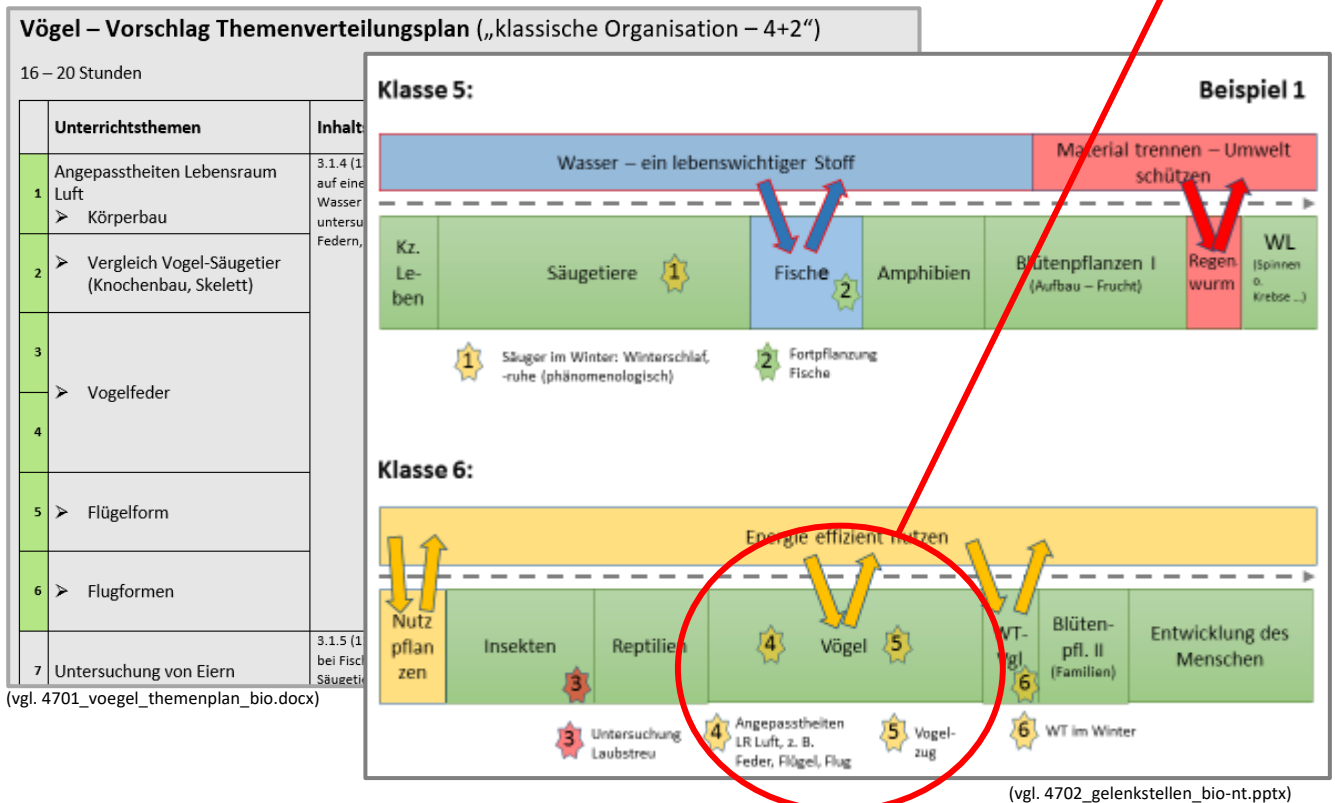 Vögel – Vorschlag Themenverteilungsplan („klassische Organisation – 4+2“)
16 – 20 Stunden
Unterrichtsthemen
Inhalt
1
Angepasstheiten Lebensraum
Luft
➢ Körperbau
3.1.4 (1
auf eine
Wasser
untersu
Federn,
2
➢ Vergleich Vogel-Säugetier
(Knochenbau, Skelett)
3
➢ Vogelfeder
4
5
➢ Flügelform
6
➢ Flugformen
7
Untersuchung von Eiern
3.1.5 (1
bei Fisch
Säugetie
(vgl. 4701_voegel_themenplan_bio.docx)
Klasse 5:
Beispiel 1
Wasser – ein lebenswichtiger Stoff
Material trennen – Umwelt
schützen
Kz.
Le-
ben
Säugetiere
1
Fische
2
Amphibien
Blütenpflanzen I
(Aufbau – Frucht)
Regen
wurm
WL
(Spinnen
o.
Krebse ...)
1
Säuger im Winter: Winterschlaf,
-ruhe (phänomenologisch)
2
Fortpflanzung
Fische
Klasse 6:
Energie effizient nutzen
Nutz
pflan
zen
Insekten
3
Reptilien
4
Vögel
5
WT-
Vgl
6
Blüten-
pfl. II
(Familien)
Entwicklung des
Menschen
3
Untersuchung
Laubstreu
4
Angepasstheiten
LR Luft, z. B.
Feder, Flügel, Flug
5
Vogel-
zug
6
WT im Winter
(vgl. 4702_gelenkstellen_bio-nt.pptx)